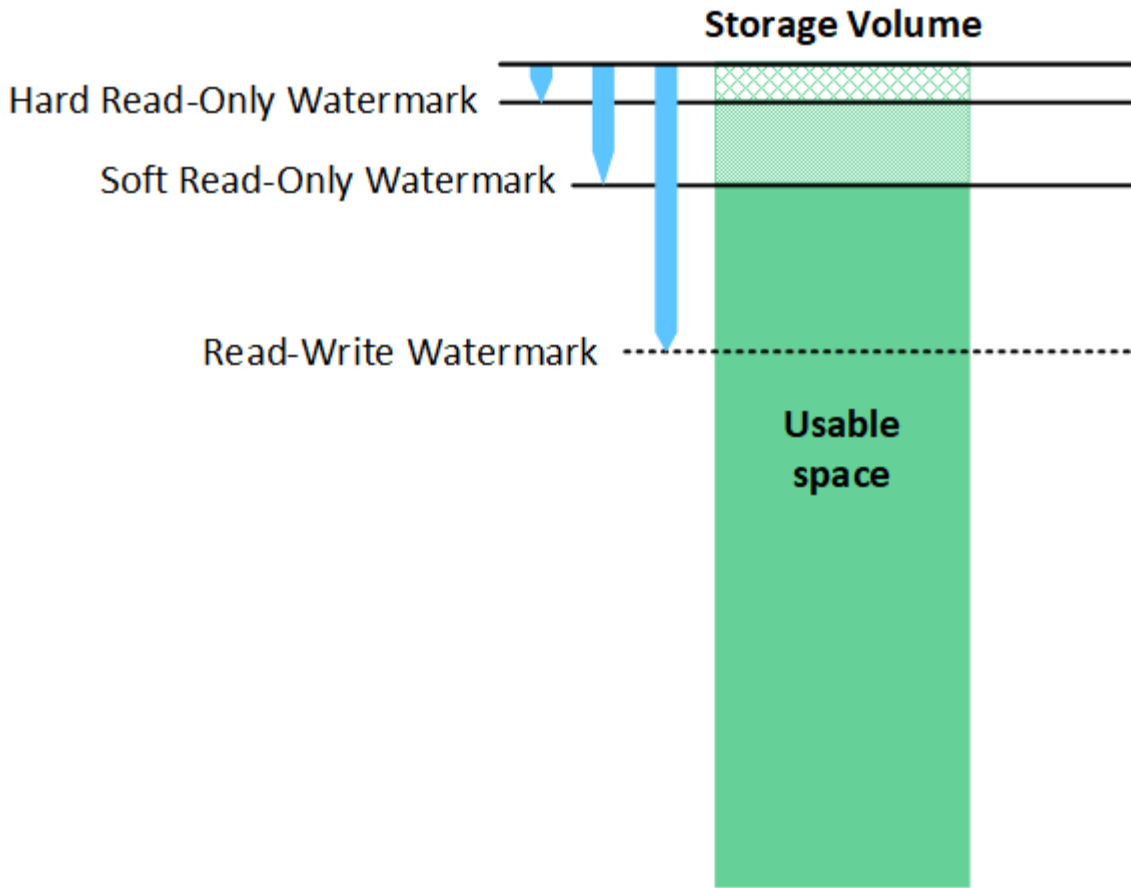 Storage Volume
Hard Read-Only Watermark
Soft Read-Only Watermark
Read-Write Watermark
Usable
space